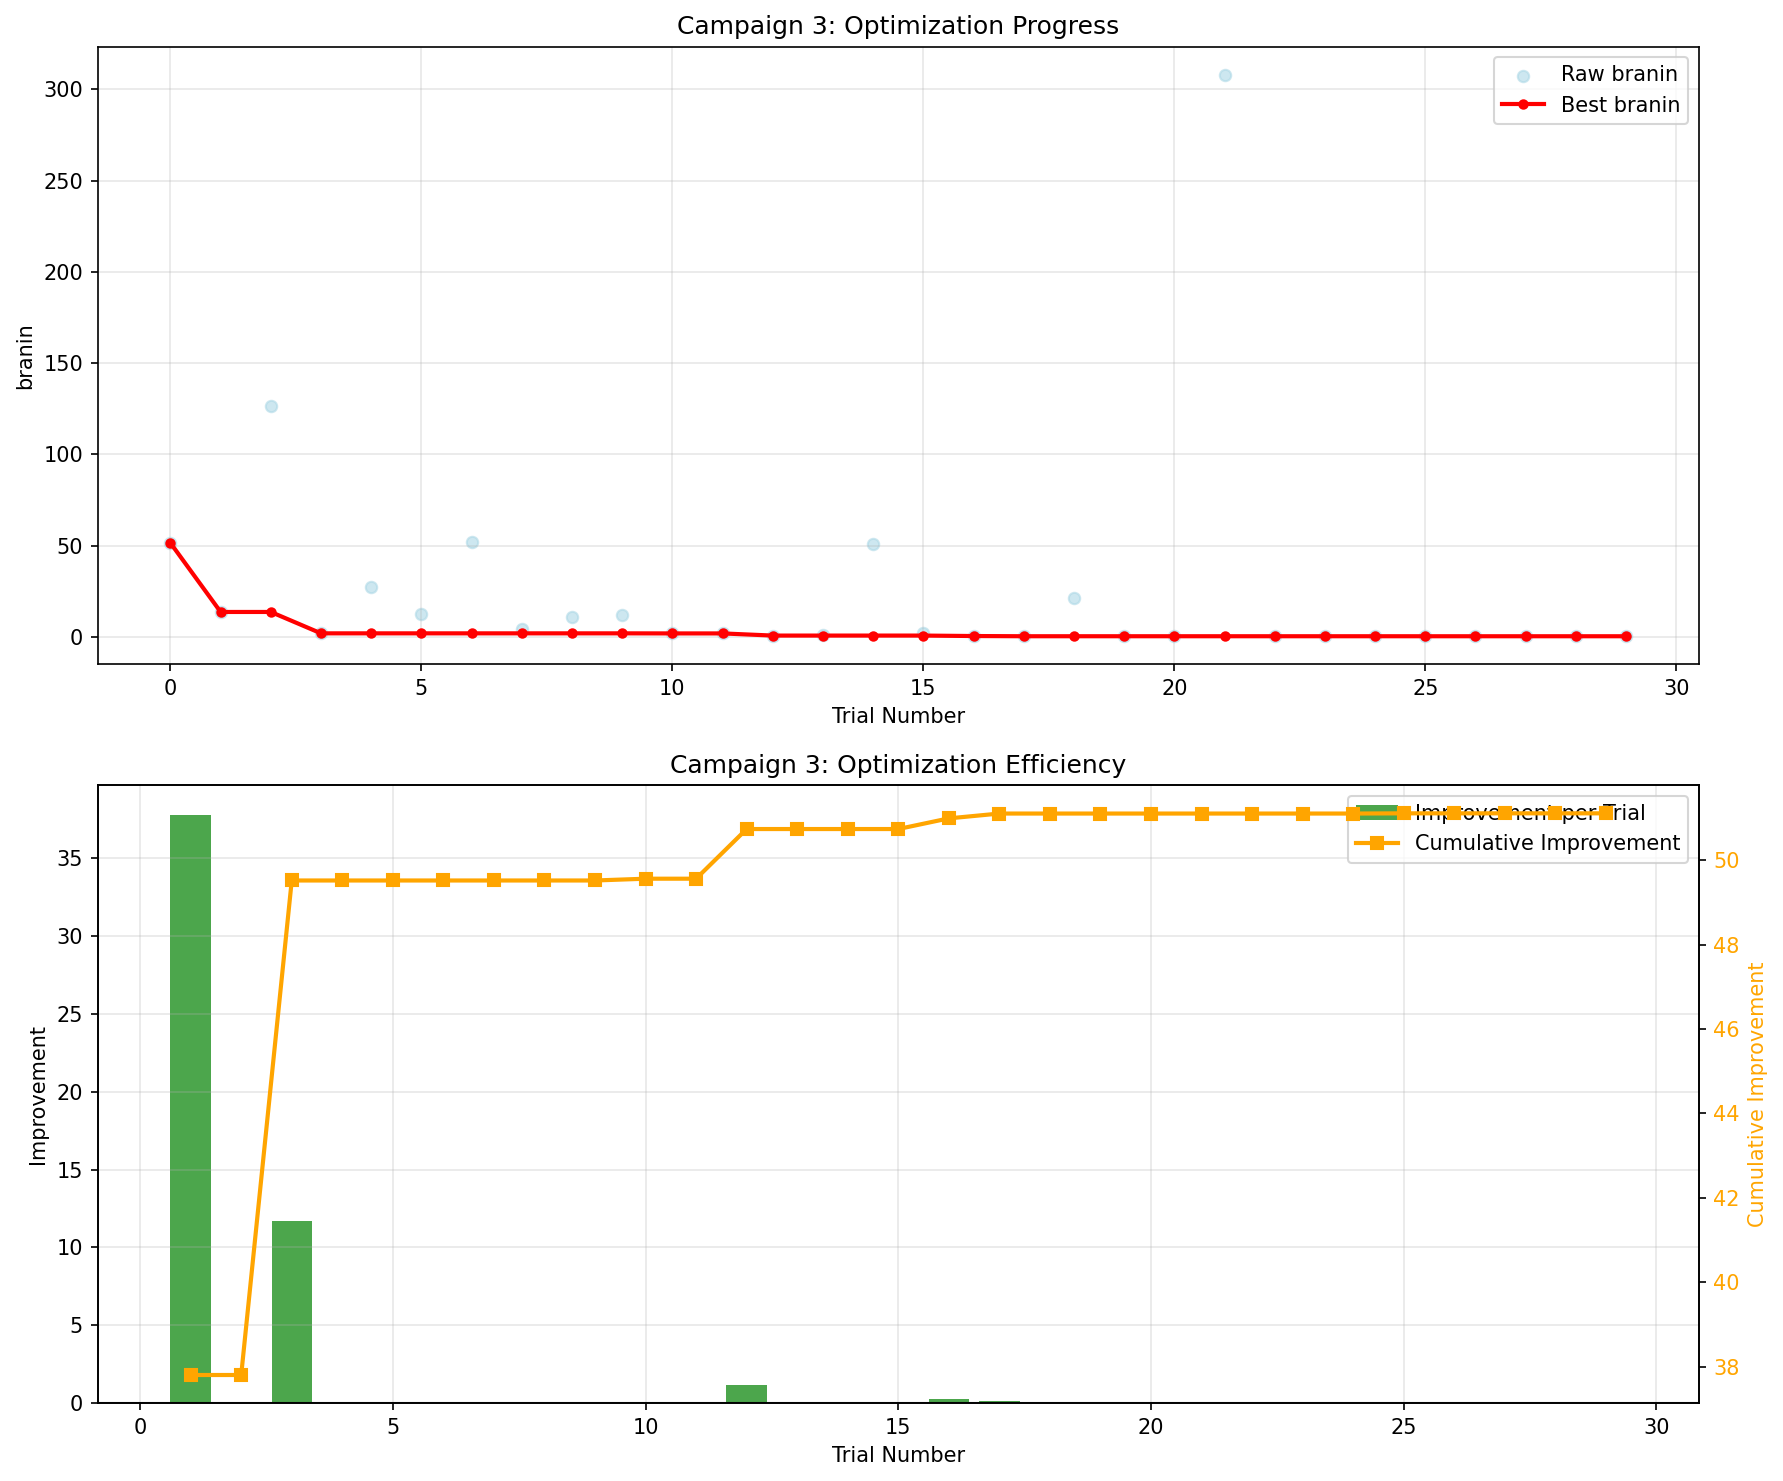 Campaign 3: Optimization Progress
Raw branin
Best branin
300
250
200
150
100
50
0
branin
0 5 10 15 20 25 30
Trial Number
Campaign 3: Optimization Efficiency
Improvement per Trial
Cumulative Improvement
35
30
25
20
15
10
5
0
Improvement
50
48
46
44
42
40
38
Cumulative Improvement
0 5 10 15 20 25 30
Trial Number